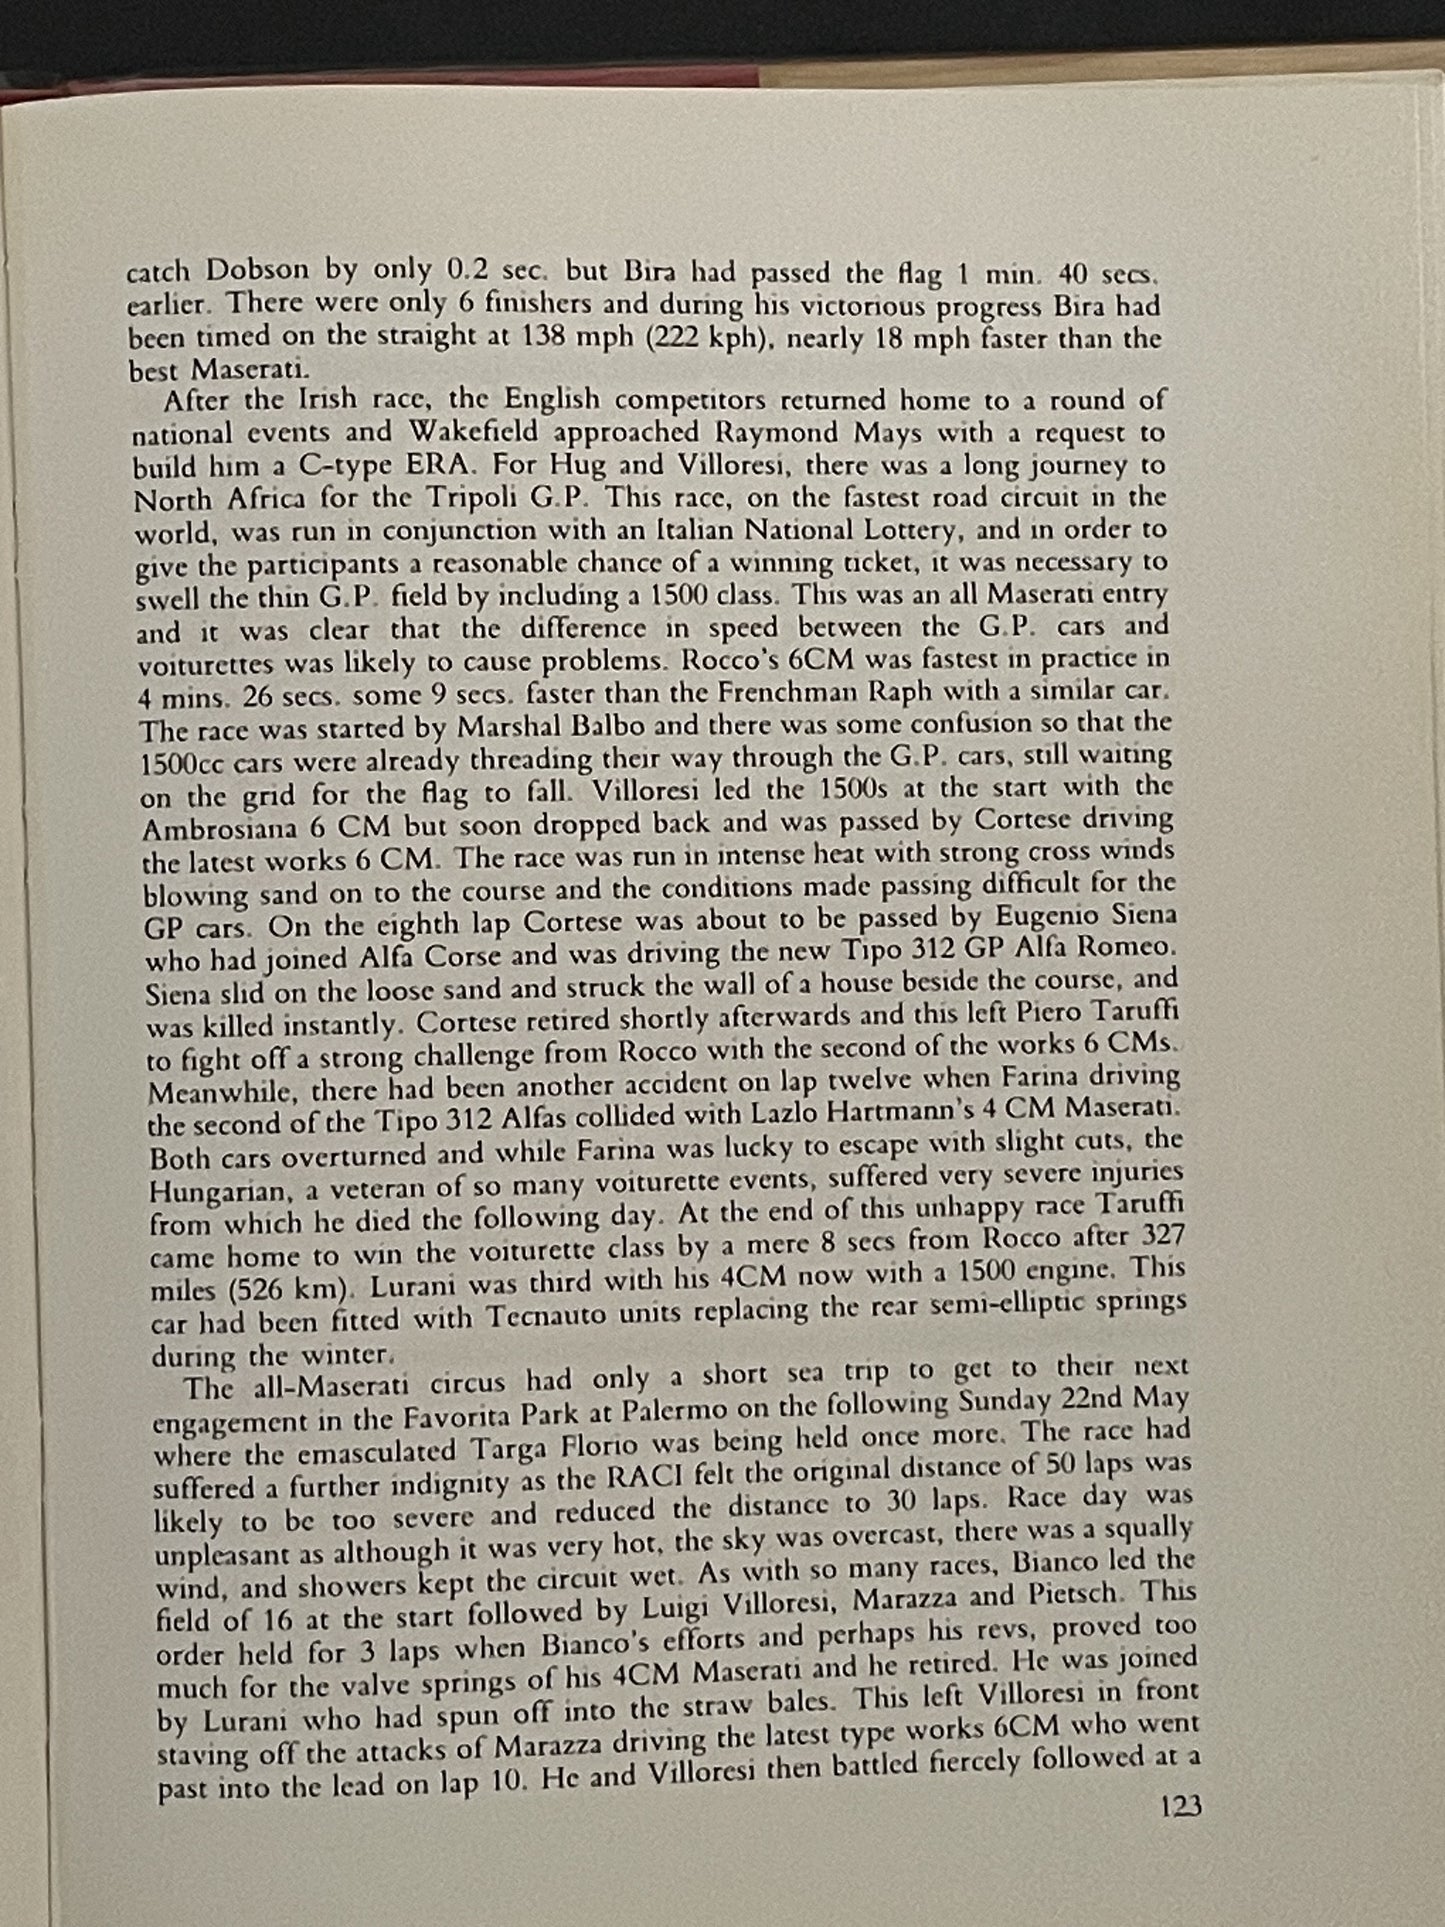 catch Dobson by only 0.2 sec. but Bira had passed the flag 1 min. 40 secs.
earlier. There were only 6 finishers and during his victorious progress Bira had
been timed on the straight at 138 mph (222 kph), nearly 18 mph faster than the
best Maserati.
After the Irish race, the English competitors returned home to a round of
national events and Wakefield approached Raymond Mays with a request to
build him a C-type ERA. For Hug and Villoresi, there was a long journey to
North Africa for the Tripoli G.P. This race, on the fastest road circuit in the
world, was run in conjunction with an Italian National Lottery, and in order to
give the participants a reasonable chance of a winning ticket, it was necessary to
swell the thin G.P. field by including a 1500 class. This was an all Maserati entry
and it was clear that the difference in speed between the G.P. cars and
voiturettes was likely to cause problems. Rocco's 6CM was fastest in practice in
4 mins. 26 secs. some 9 secs. faster than the Frenchman Raph with a similar car.
The race was started by Marshal Balbo and there was some confusion so that the
1500cc cars were already threading their way through the G.P. cars, still waiting
on the grid for the flag to fall. Villoresi led the 1500s at the start with the
Ambrosiana 6 CM but soon dropped back and was passed by Cortese driving
the latest works 6 CM. The race was run in intense heat with strong cross winds
blowing sand on to the course and the conditions made passing difficult for the
GP cars. On the eighth lap Cortese was about to be passed by Eugenio Siena
who had joined Alfa Corse and was driving the new Tipo 312 GP Alfa Romeo.
Siena slid on the loose sand and struck the wall of a house beside the course, and
was killed instantly. Cortese retired shortly afterwards and this left Piero Taruffi
to fight off a strong challenge from Rocco with the second of the works 6 CMs.
Meanwhile, there had been another accident on lap twelve when Farina driving
the second of the Tipo 312 Alfas collided with Lazlo Hartmann's 4 CM Maserati.
Both cars overturned and while Farina was lucky to escape with slight cuts, the
Hungarian, a veteran of so many voiturette events, suffered very severe injuries
from which he died the following day. At the end of this unhappy race Taruffi
came home to win the voiturette class by a mere 8 secs from Rocco after 327
miles (526 km). Lurani was third with his 4CM now with a 1500 engine. This
car had been fitted with Tecnauto units replacing the rear semi-elliptic springs
during the winter.
The all-Maserati circus had only a short sea trip to get to their next
engagement in the Favorita Park at Palermo on the following Sunday 22nd May
where the emasculated Targa Florio was being held once more. The race had
suffered a further indignity as the RACI felt the original distance of 50 laps was
likely to be too severe and reduced the distance to 30 laps. Race day was
unpleasant as although it was very hot, the sky was overcast, there was a squally
wind, and showers kept the circuit wet. As with so many races, Bianco led the
field of 16 at the start followed by Luigi Villoresi, Marazza and Pietsch. This
order held for 3 laps when Bianco's efforts and perhaps his revs, proved too
much for the valve springs of his 4CM Maserati and he retired. He was joined
by Lurani who had spun off into the straw bales. This left Villoresi in front
staving off the attacks of Marazza driving the latest type works 6CM who went
past into the lead on lap 10. He and Villoresi then battled fiercely followed at a
123